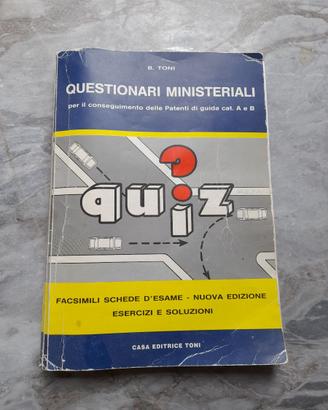 B. TONI
QUESTIONARI MINISTERIALI
per il conseguimento delle Patenti di guida cat. A e B
quiz
FACSIMILI SCHEDE D'ESAME - NUOVA EDIZIONE
ESERCIZI E SOLUZIONI
CASA EDITRICE TONI